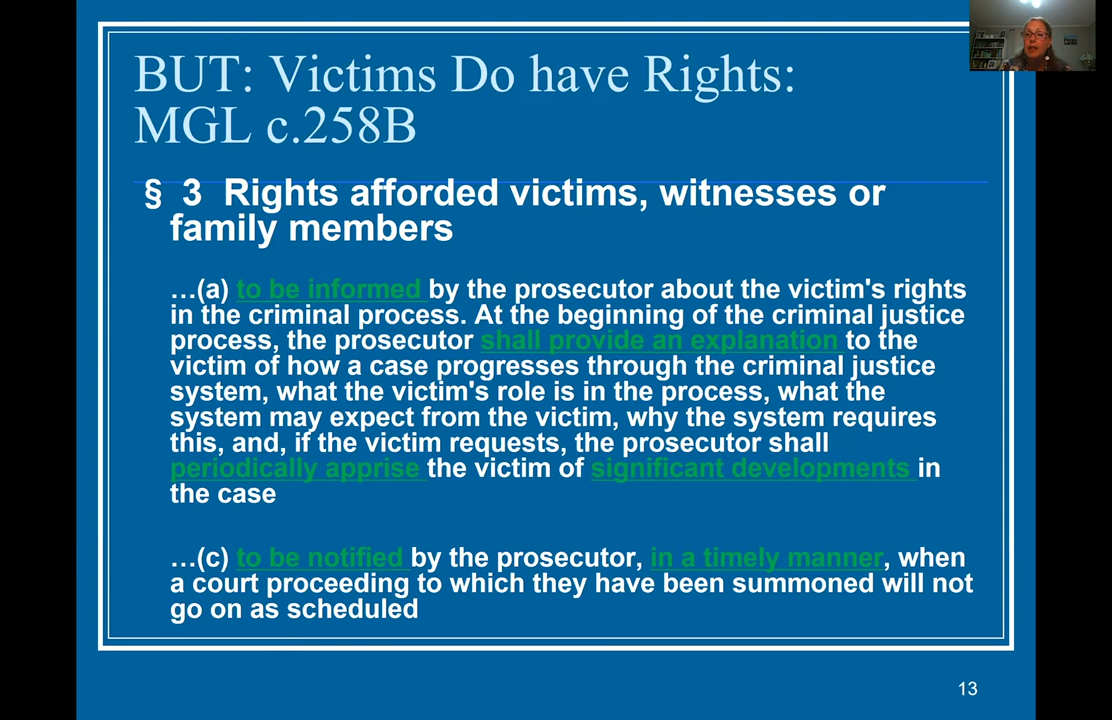 BUT: Victims Do have Rights:
MGL c.258B
§ 3 Rights afforded victims, witnesses or
family members
…(a) to be informed by the prosecutor about the victim's rights
in the criminal process. At the beginning of the criminal justice
process, the prosecutor shall provide an explanation to the
victim of how a case progresses through the criminal justice
system, what the victim's role is in the process, what the
system may expect from the victim, why the system requires
this, and, if the victim requests, the prosecutor shall
periodically apprise the victim of significant developments in
the case
…(c) to be notified by the prosecutor, in a timely manner, when
a court proceeding to which they have been summoned will not
go on as scheduled
13